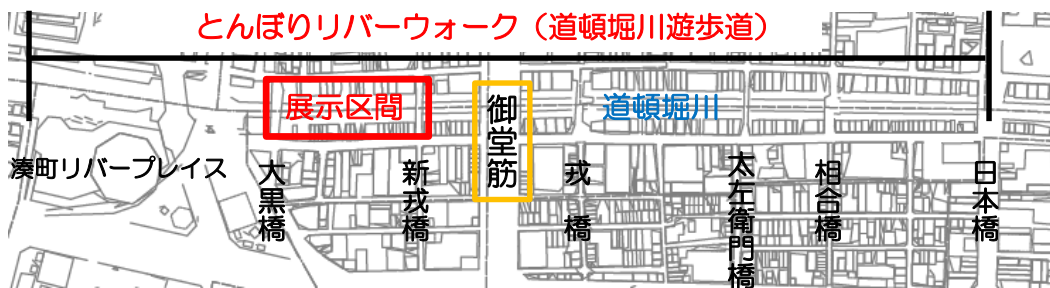 とんぼりリバーウォーク（道頓堀川遊歩道）
展示区間
御堂筋
道頓堀川
湊町リバープレイス
大黒橋
新戎橋
戎橋
太左衛門橋
相合橋
日本橋